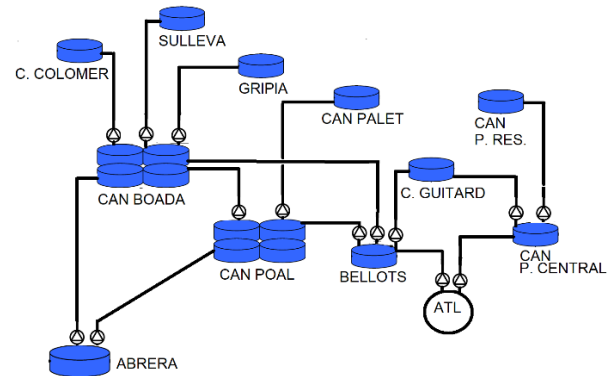 SULLEVA
C. COLOMER
GRIPIA
CAN PALET
CAN
P. RES.
CAN BOADA
C. GUITARD
CAN POAL
BELLOTS
CAN
P. CENTRAL
ATL
ABRERA